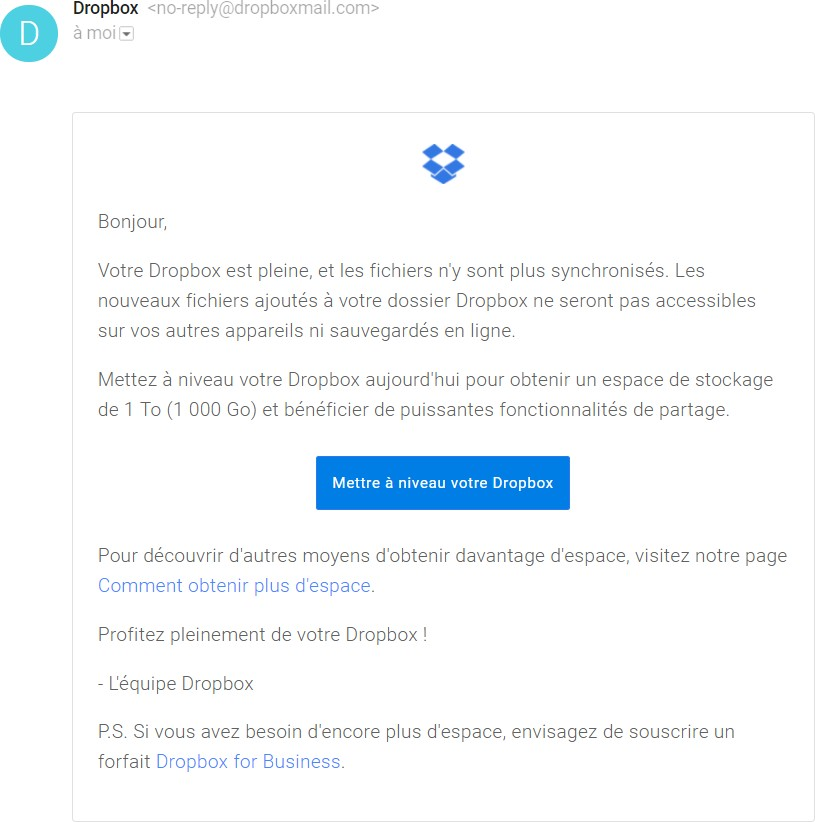 Dropbox <no-reply@dropboxmail.com>
D
à moi
Bonjour,
Votre Dropbox est pleine, et les fichiers n'y sont plus synchronisés. Les
nouveaux fichiers ajoutés à votre dossier Dropbox ne seront pas accessibles
sur vos autres appareils ni sauvegardés en ligne.
Mettez à niveau votre Dropbox aujourd'hui pour obtenir un espace de stockage
de 1 To (1 000 Go) et bénéficier de puissantes fonctionnalités de partage.
Mettre à niveau votre Dropbox
Pour découvrir d'autres moyens d'obtenir davantage d'espace, visitez notre page
Comment obtenir plus d'espace.
Profitez pleinement de votre Dropbox !
- L'équipe Dropbox
P.S. Si vous avez besoin d'encore plus d'espace, envisagez de souscrire un
forfait Dropbox for Business.